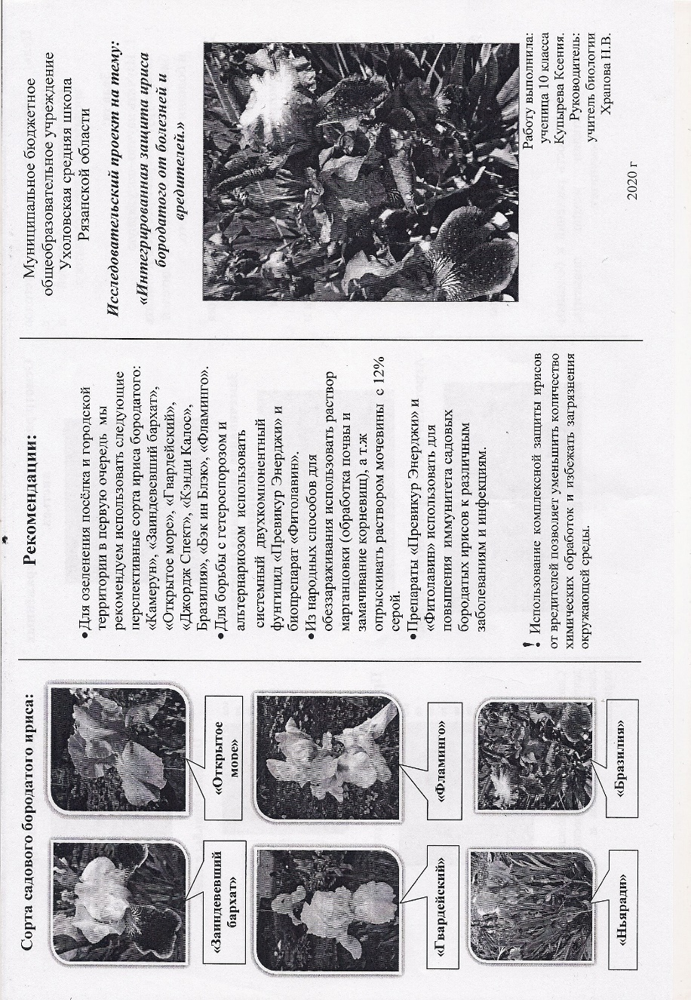 Сорта садового бородатого ириса:
«Заиндевевший
бархат»
«Открытое
море»
«Гвардейский»
«Фламинго»
«Ньяради»
«Бразилия»
Рекомендации:
•Для озеленения посёлка и городской
территории в первую очередь мы
рекомендуем использовать следующие
перспективные сорта ириса бородатого:
«Камерун», «Заиндевевший бархат»,
«Открытое море», «Гвардейский»,
«Джордж Спект», «Кэнди Калос»,
Бразилия», «Бэк ин Блэк», «Фламинго».
•Для борьбы с гетероспорозом и
альтернариозом использовать
системный двухкомпонентный
фунгицид «Превикур Энерджи» и
биопрепарат «Фитолавин».
•Из народных способов для
обеззараживания использовать раствор
марганцовки (обработка почвы и
замачивание корневищ), а т.ж
опрыскивать раствором мочевины с 12%
серой.
•Препараты «Превикур Энерджи» и
«Фитолавин» использовать для
повышения иммунитета садовых
бородатых ирисов к различным
заболеваниям и инфекциям.
! Использование комплексной защиты ирисов
от вредителей позволяет уменьшить количество
химических обработок и избежать загрязнения
окружающей среды.
Муниципальное бюджетное
общеобразовательное учреждение
Ухоловская средняя школа
Рязанской области
Исследовательский проект на тему:
«Интегрированная защита ириса
бородатого от болезней и
вредителей.»
Работу выполнила:
ученица 10 класса
Купырева Ксения.
Руководитель:
учитель биологии
Храпова Н.В.
2020 г